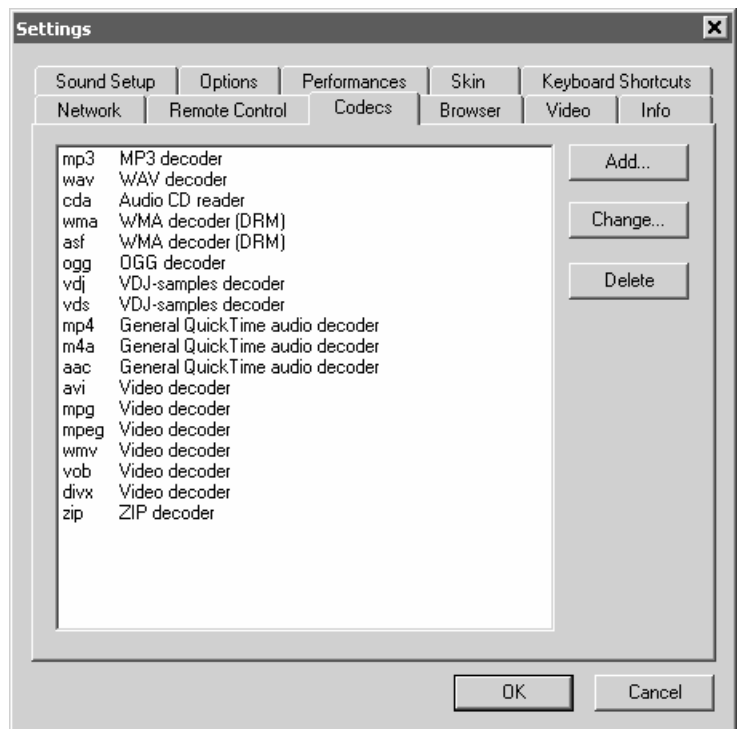 Settings
Sound Setup Options Performances Skin Keyboard Shortcuts
Network Remote Control Codecs Browser Video Info
mp3 MP3 decoder
wav WAV decoder
cda Audio CD reader
wma WMA decoder (DRM)
asf WMA decoder (DRM)
ogg OGG decoder
vdj VDJ-samples decoder
vds VDJ-samples decoder
mp4 General QuickTime audio decoder
m4a General QuickTime audio decoder
aac General QuickTime audio decoder
avi Video decoder
mpg Video decoder
mpeg Video decoder
wmv Video decoder
vob Video decoder
divx Video decoder
zip ZIP decoder
Add...
Change...
Delete
OK Cancel